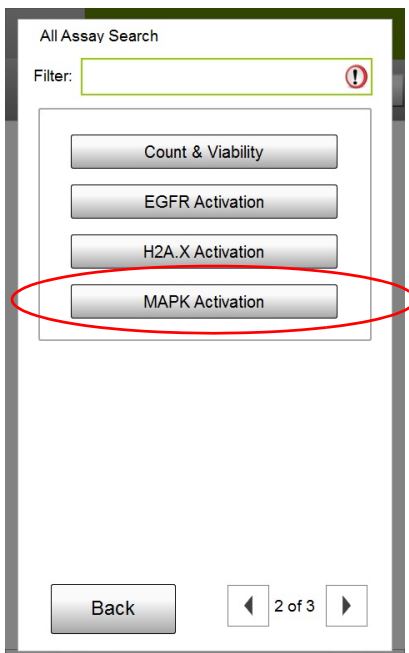 All Assay Search
Filter:
Count & Viability
EGFR Activation
H2A.X Activation
MAPK Activation
Back
2 of 3